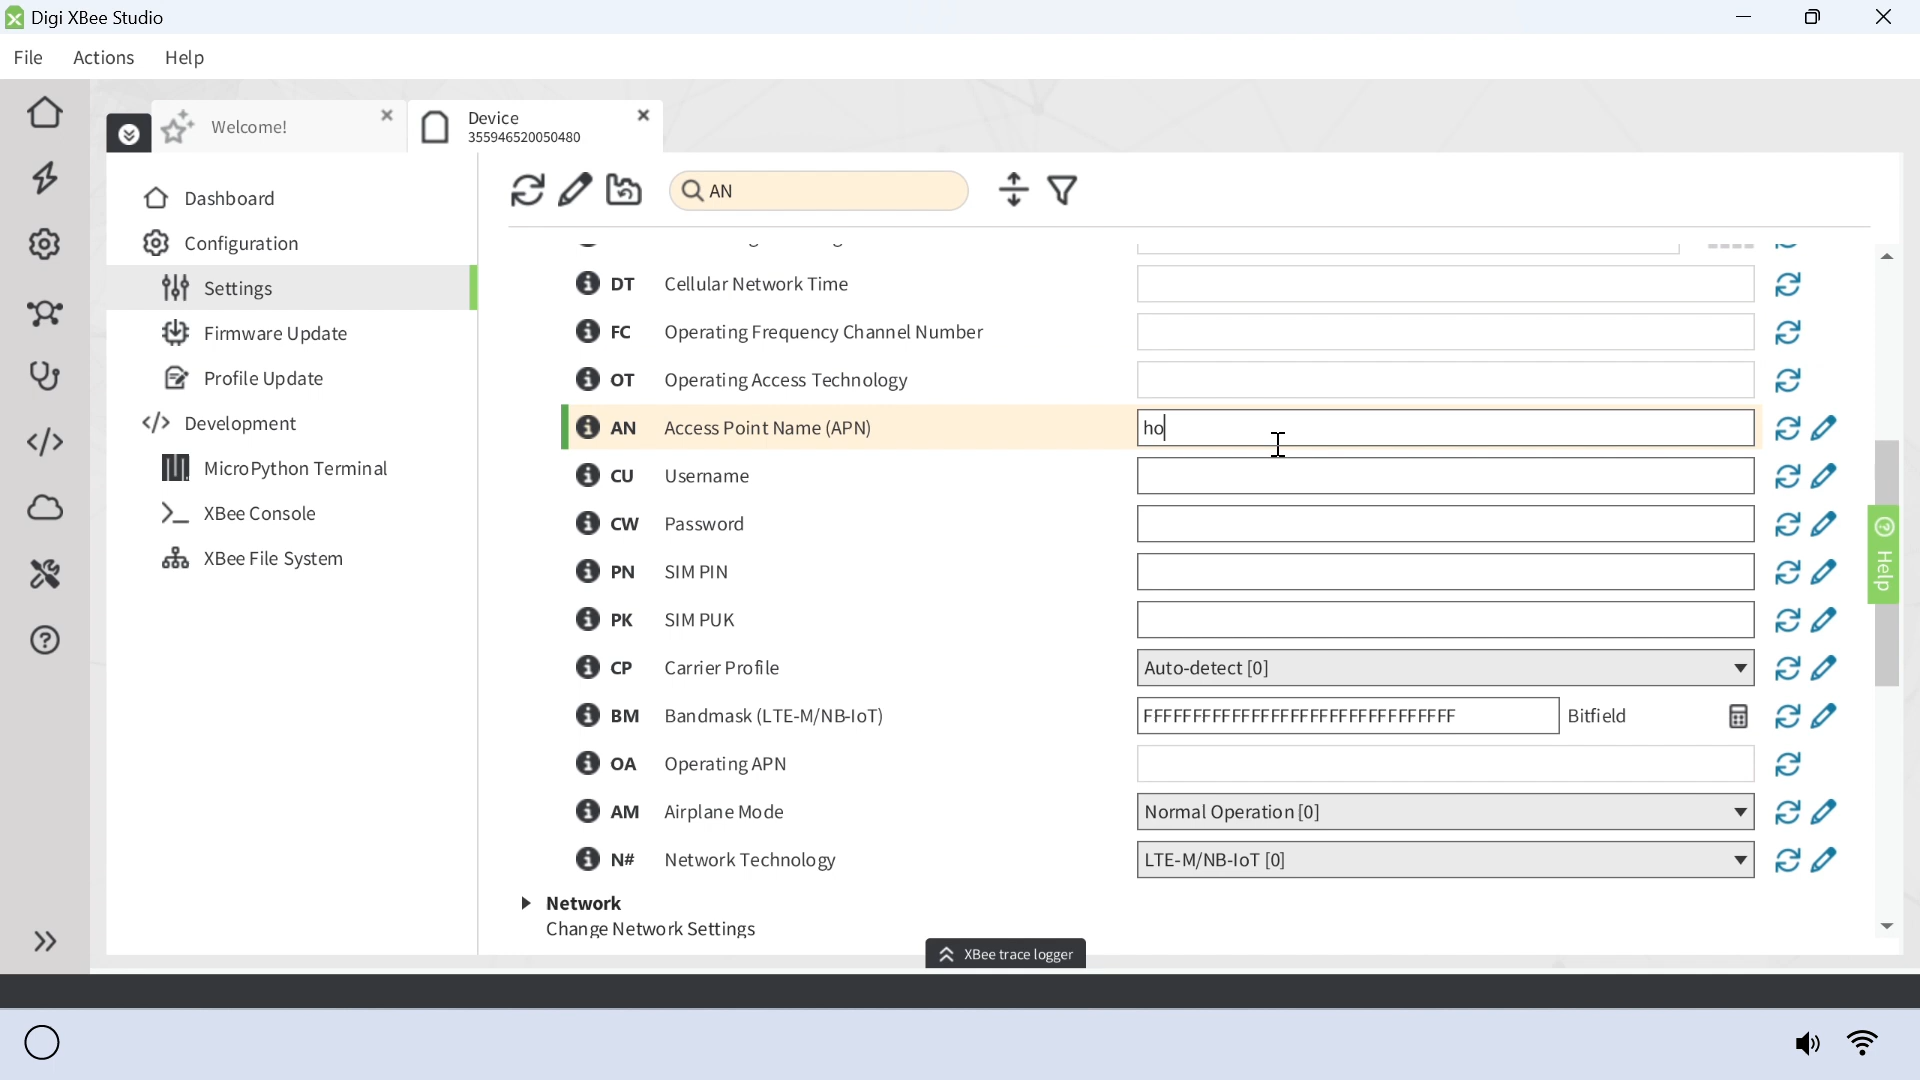 Digi XBee Studio
File Actions Help
Welcome!
Device
355946520050480
Dashboard
Configuration
Settings
Firmware Update
Profile Update
Development
MicroPython Terminal
XBee Console
XBee File System
AN
DT Cellular Network Time
FC Operating Frequency Channel Number
OT Operating Access Technology
AN Access Point Name (APN) ho
CU Username
CW Password
PN SIM PIN
PK SIM PUK
CP Carrier Profile Auto-detect [0]
BM Bandmask (LTE-M/NB-IoT) FFFFFFFFFFFFFFFFFFFFFFFFFFFFFFFF Bitfield
OA Operating APN
AM Airplane Mode Normal Operation [0]
N# Network Technology LTE-M/NB-IoT [0]
Network
Change Network Settings
Help
XBee trace logger